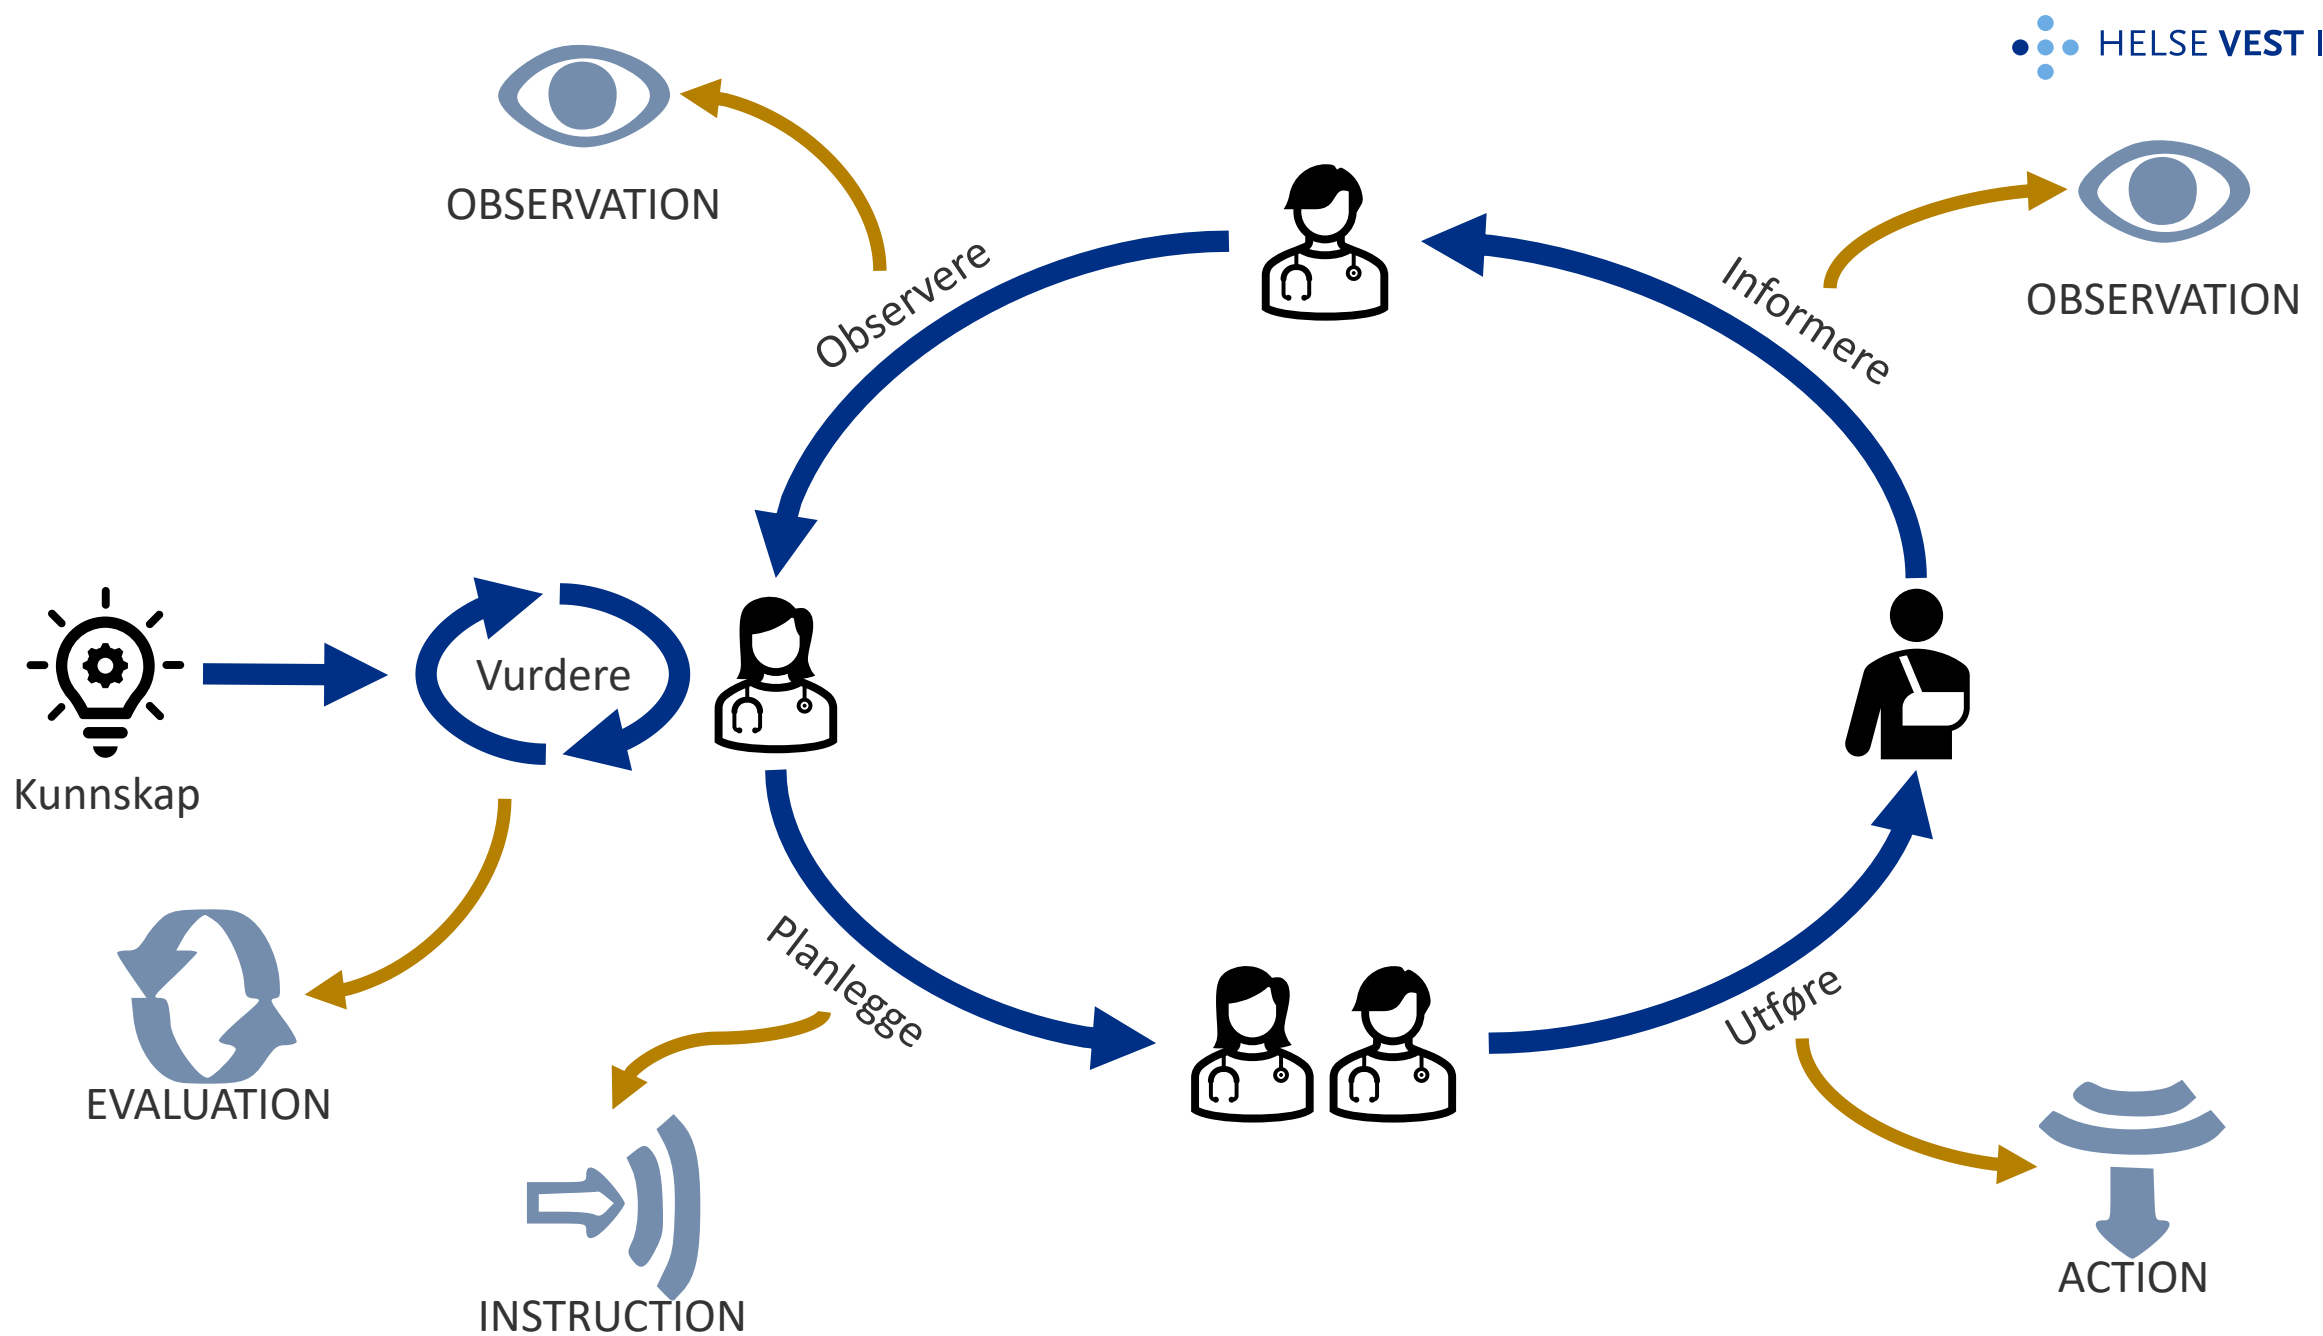 HELSE VEST
OBSERVATION
Observere
Informere
OBSERVATION
Vurdere
Kunnskap
Planlegge
Utføre
EVALUATION
INSTRUCTION
ACTION